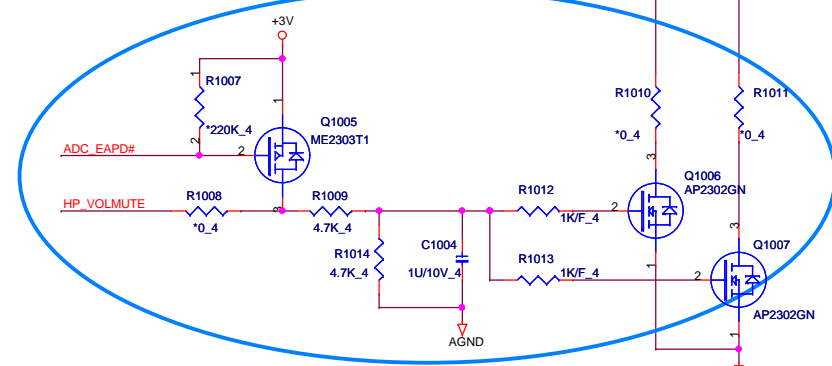 +3V
1
R1007
*220K_4
2
1
Q1005
ME2303T1
2
3
ADC_EAPD#
HP_VOLMUTE
R1008
*0_4
R1009
4.7K_4
R1014
4.7K_4
C1004
1U/10V_4
AGND
R1012
1K/F_4
R1013
1K/F_4
R1010
*0_4
R1011
*0_4
3
Q1006
AP2302GN
2
1
3
Q1007
2
AP2302GN
1